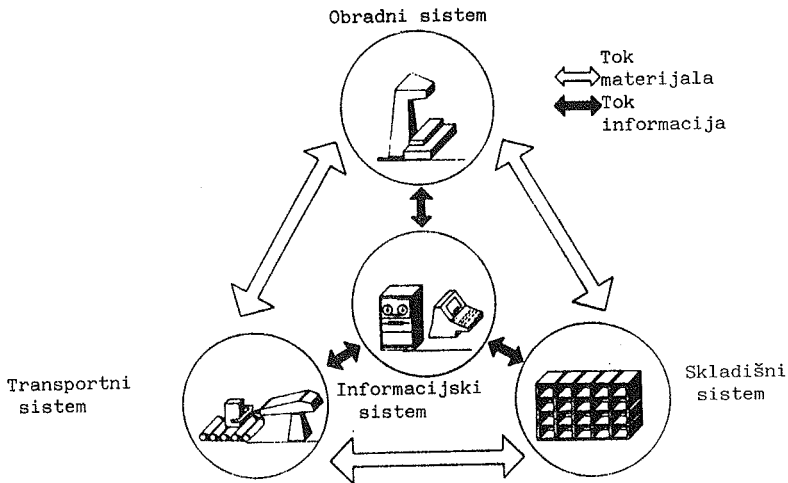 Obradni sistem
Tok
materijala
Tok
informacija
Transportni
sistem
Informacijski
sistem
Skladišni
sistem